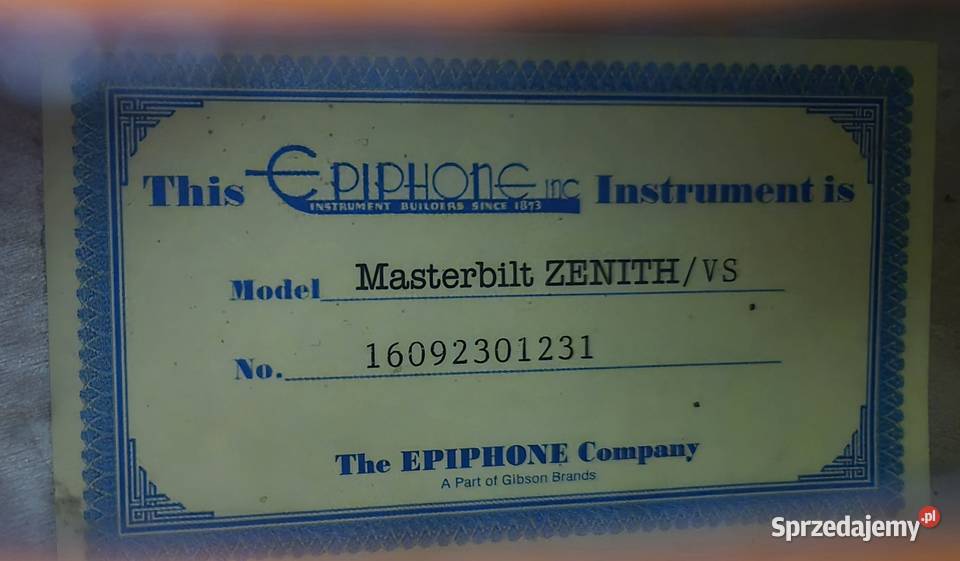 This EPIPHONE INC Instrument is
INSTRUMENT BUILDERS SINCE 1873
Model Masterbilt ZENITH/VS
No. 16092301231
The EPIPHONE Company
A Part of Gibson Brands
Sprzedajemy.pl